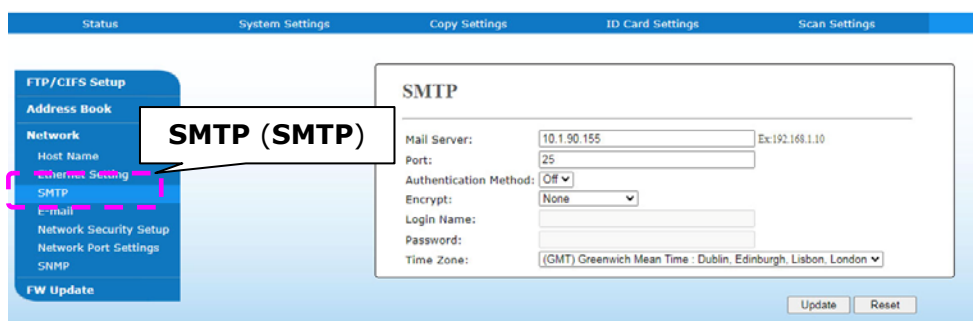 Status System Settings Copy Settings ID Card Settings Scan Settings
FTP/CIFS Setup
Address Book
Network
Host Name
Ethernet Setting
SMTP
E-mail
Network Security Setup
Network Port Settings
SNMP
FW Update
SMTP (SMTP)
SMTP
Mail Server: 10.1.90.155 Ex:192.168.1.10
Port: 25
Authentication Method: Off
Encrypt: None
Login Name:
Password:
Time Zone: (GMT) Greenwich Mean Time : Dublin, Edinburgh, Lisbon, London
Update Reset